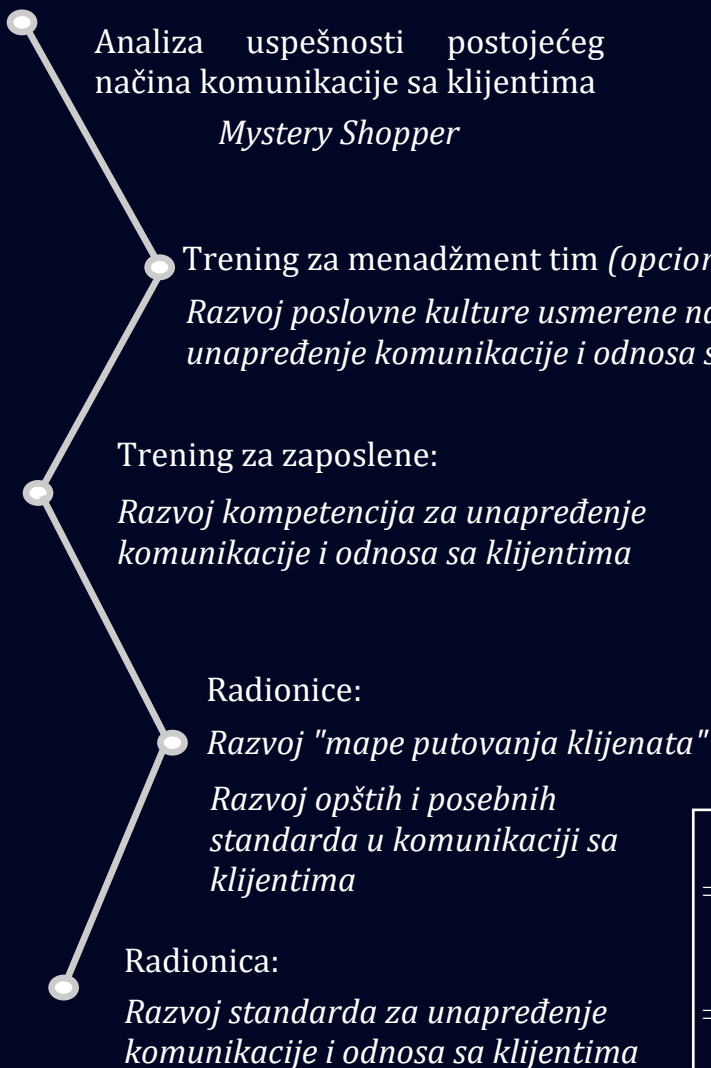 Analiza uspešnosti postojećeg
načina komunikacije sa klijentima
Mystery Shopper
Trening za menadžment tim
Razvoj poslovne kulture usmerene
unapređenje komunikacije i odnosa
Trening za zaposlene:
Razvoj kompetencija za unapređenje
komunikacije i odnosa sa klijentima
Radionice:
Razvoj "mape putovanja klijenata"
Razvoj opštih i posebnih
standarda u komunikaciji sa
klijentima
Radionica:
Razvoj standarda za unapređenje
komunikacije i odnosa sa klijentima